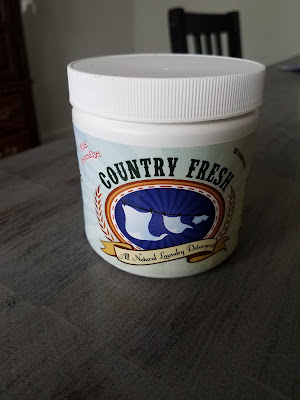 COUNTRY FRESH
All Natural Laundry Detergent